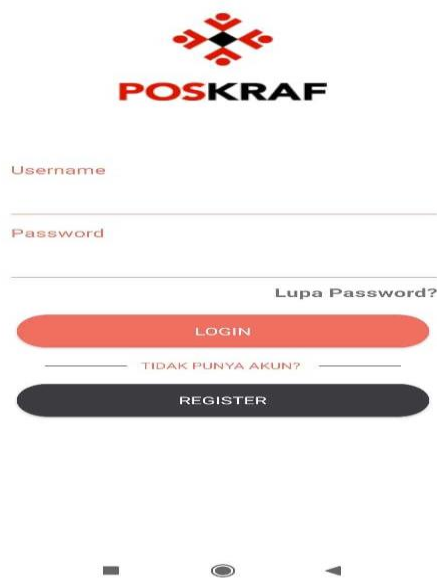 POSKRAF
Username
Password
Lupa Password?
LOGIN
TIDAK PUNYA AKUN?
REGISTER